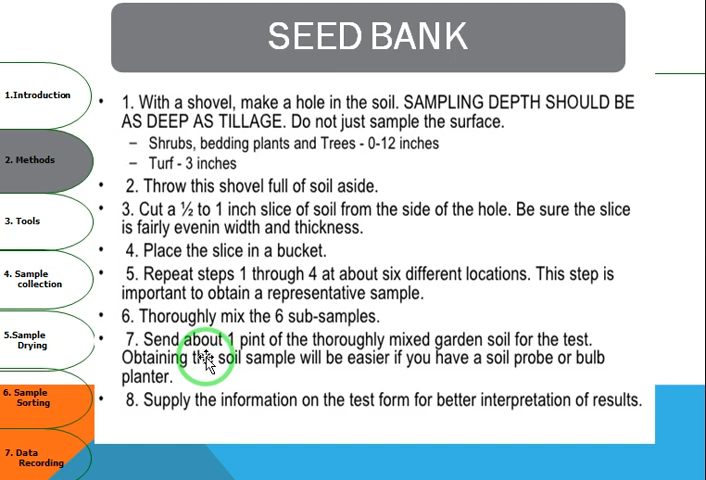 SEED BANK
1.Introduction
2. Methods
3. Tools
4. Sample
collection
5.Sample
Drying
6. Sample
Sorting
7. Data
Recording
• 1. With a shovel, make a hole in the soil. SAMPLING DEPTH SHOULD BE
AS DEEP AS TILLAGE. Do not just sample the surface.
– Shrubs, bedding plants and Trees - 0-12 inches
– Turf - 3 inches
• 2. Throw this shovel full of soil aside.
• 3. Cut a ½ to 1 inch slice of soil from the side of the hole. Be sure the slice
is fairly evenin width and thickness.
• 4. Place the slice in a bucket.
• 5. Repeat steps 1 through 4 at about six different locations. This step is
important to obtain a representative sample.
• 6. Thoroughly mix the 6 sub-samples.
• 7. Send about 1 pint of the thoroughly mixed garden soil for the test.
Obtaining this soil sample will be easier if you have a soil probe or bulb
planter.
• 8. Supply the information on the test form for better interpretation of results.